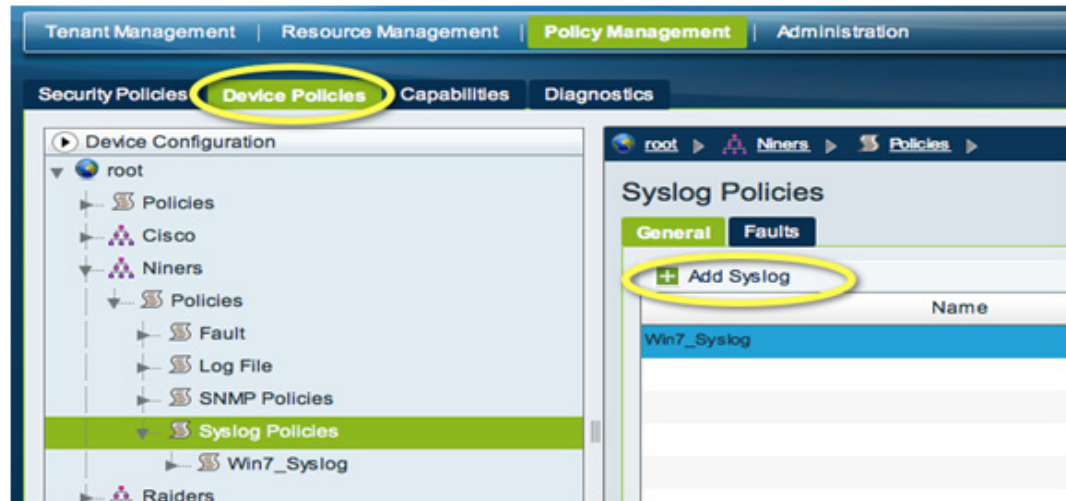 Tenant Management | Resource Management | Policy Management | Administration
Security Policies Device Policies Capabilities Diagnostics
Device Configuration
root
Policies
Cisco
Niners
Policies
Fault
Log File
SNMP Policies
Syslog Policies
Win7_Syslog
Raiders
root Niners Policies
Syslog Policies
General Faults
Add Syslog
Name
Win7_Syslog